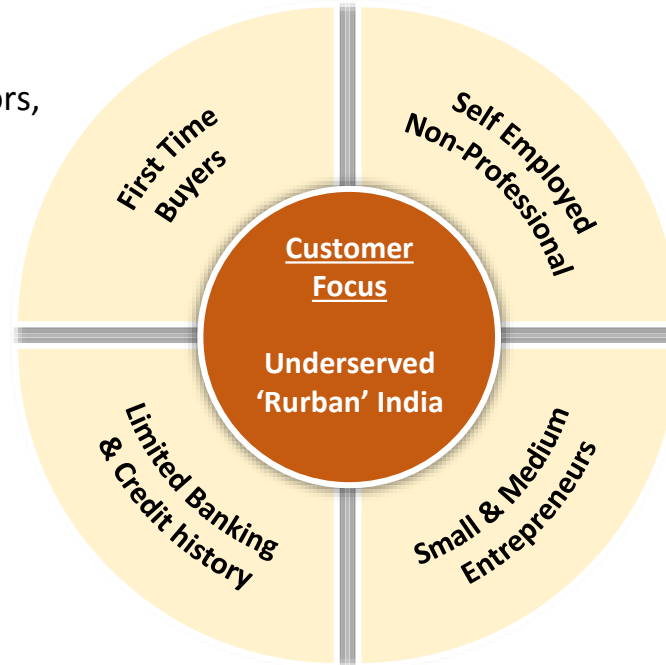 ors,
First Time
Buyers
Self Employed
Non-Professional
Customer
Focus
Underserved
‘Rurban’ India
Limited Banking
& Credit history
Small & Medium
Entrepreneurs